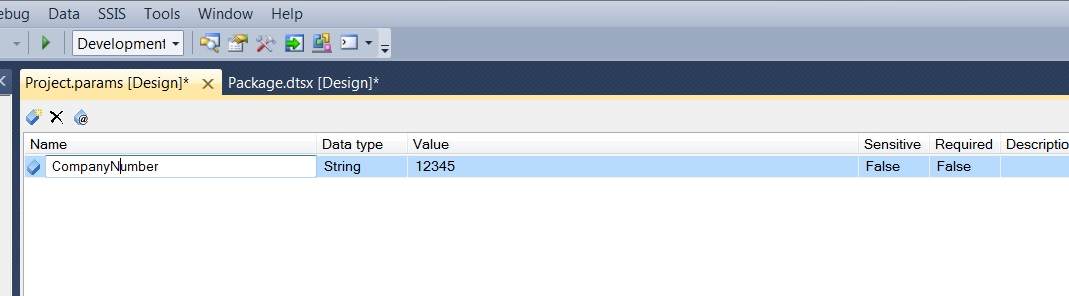 ebug Data SSIS Tools Window Help
Development
Project.params [Design]* Package.dtsx [Design]*
Name Data type Value Sensitive Required Descriptio
CompanyNumber String 12345 False False